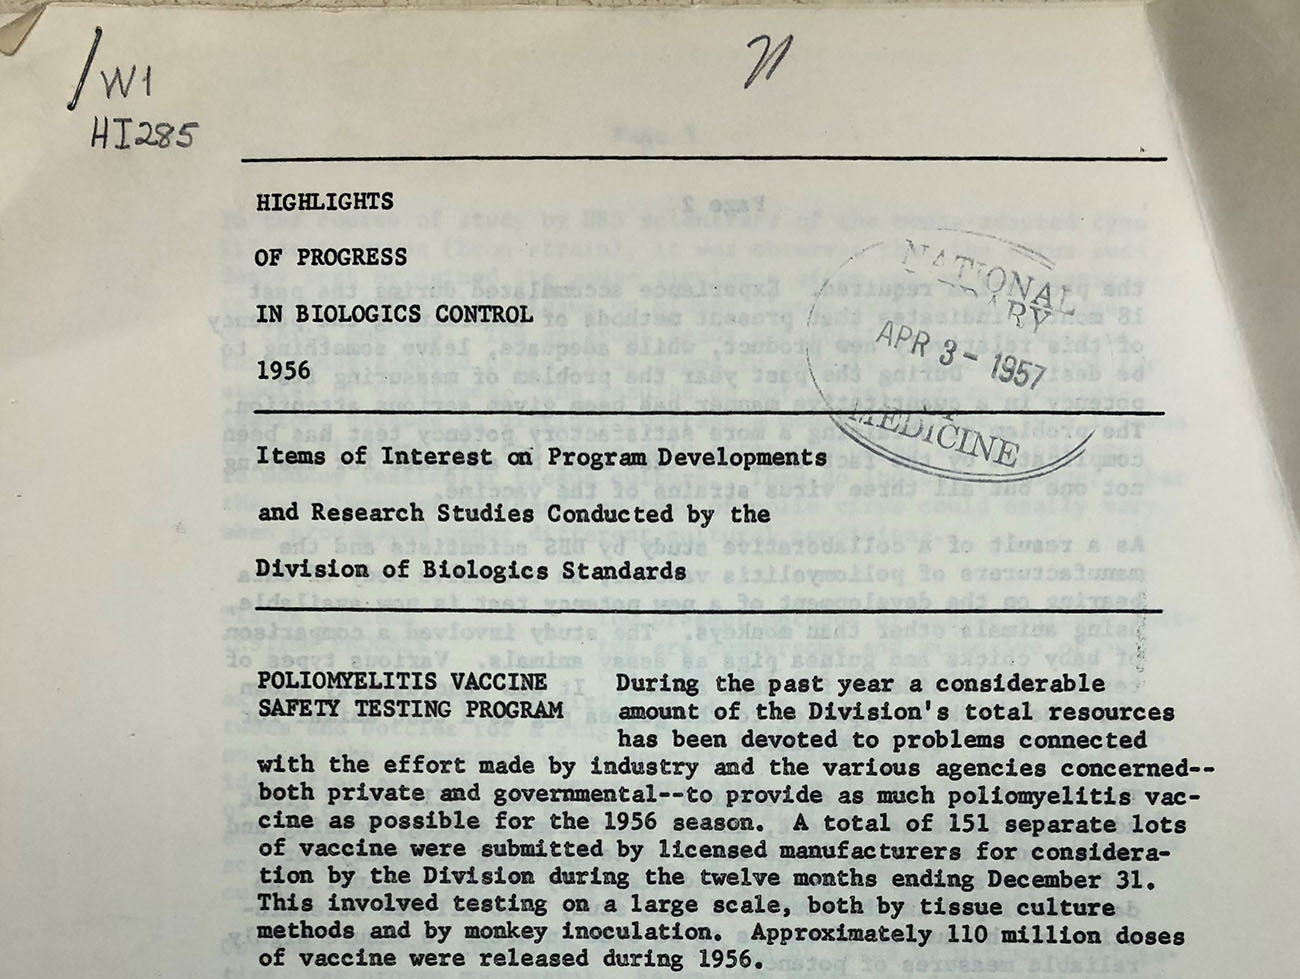 W1
HI285
HIGHLIGHTS
OF PROGRESS
IN BIOLOGICS CONTROL
1956
NATIONAL
APR 3 - 1957
MEDICINE
Items of Interest on Program Developments
and Research Studies Conducted by the
Division of Biologics Standards
POLIOMYELITIS VACCINE During the past year a considerable
SAFETY TESTING PROGRAM amount of the Division's total resources
has been devoted to problems connected
with the effort made by industry and the various agencies concerned--
both private and governmental--to provide as much poliomyelitis vac-
cine as possible for the 1956 season. A total of 151 separate lots
of vaccine were submitted by licensed manufacturers for considera-
tion by the Division during the twelve months ending December 31.
This involved testing on a large scale, both by tissue culture
methods and by monkey inoculation. Approximately 110 million doses
of vaccine were released during 1956.